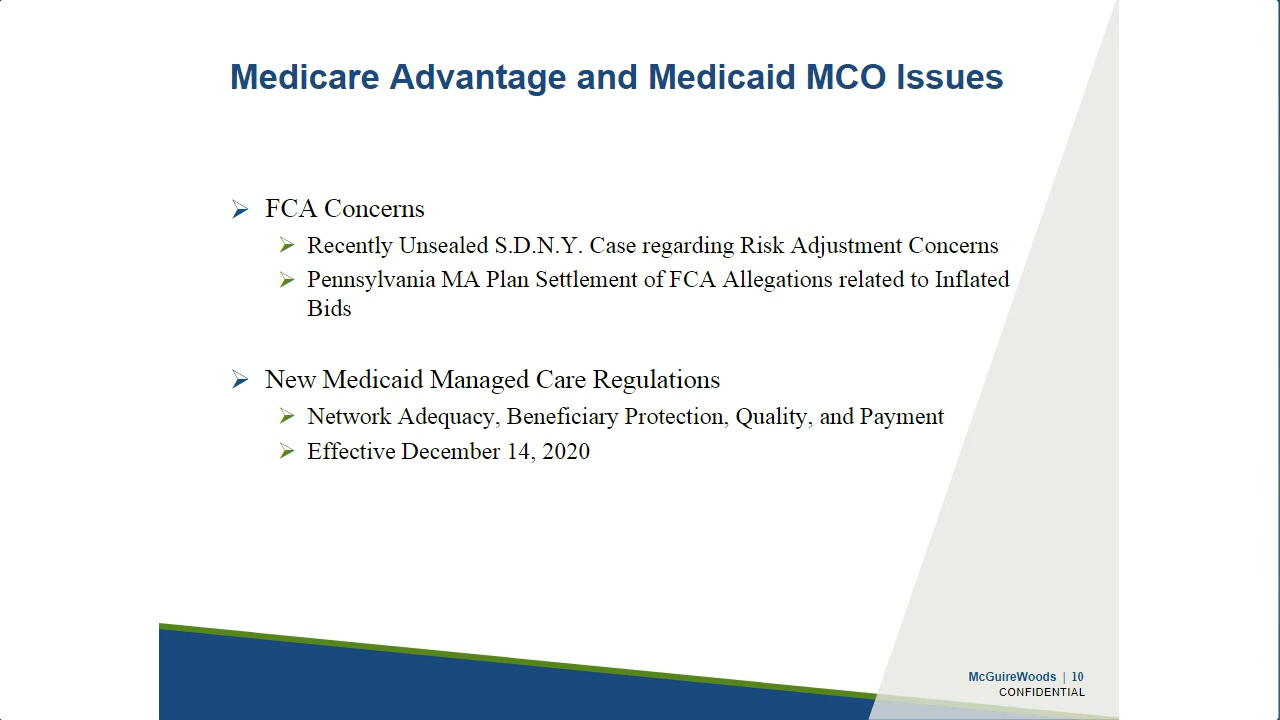 Medicare Advantage and Medicaid MCO Issues
FCA Concerns
Recently Unsealed S.D.N.Y. Case regarding Risk Adjustment Concerns
Pennsylvania MA Plan Settlement of FCA Allegations related to Inflated
Bids
New Medicaid Managed Care Regulations
Network Adequacy, Beneficiary Protection, Quality, and Payment
Effective December 14, 2020
McGuireWoods | 10
CONFIDENTIAL